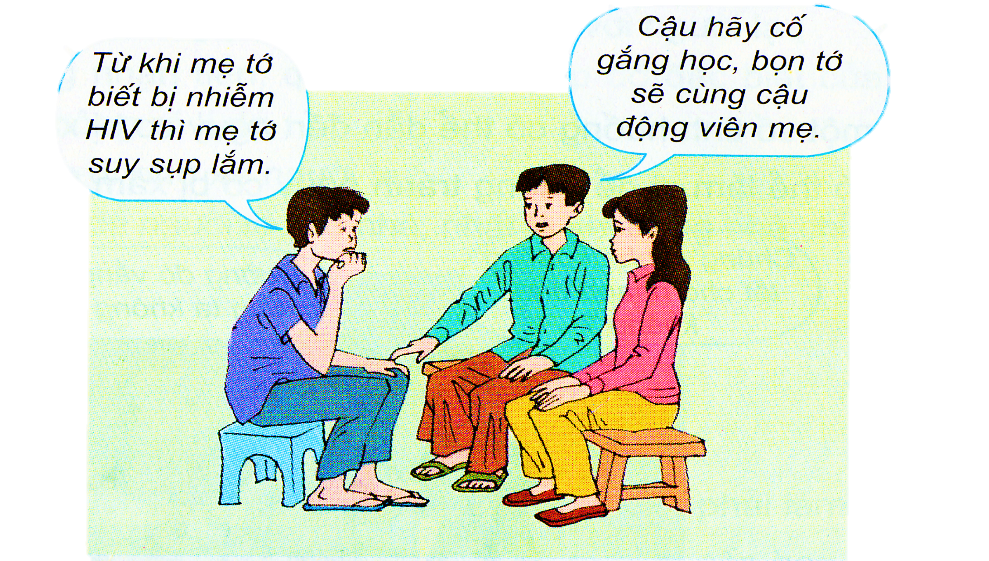 Từ khi mẹ tớ
biết bị nhiễm
HIV thì mẹ tớ
suy sụp lắm.
Cậu hãy cố
gắng học, bọn tớ
sẽ cùng cậu
động viên mẹ.